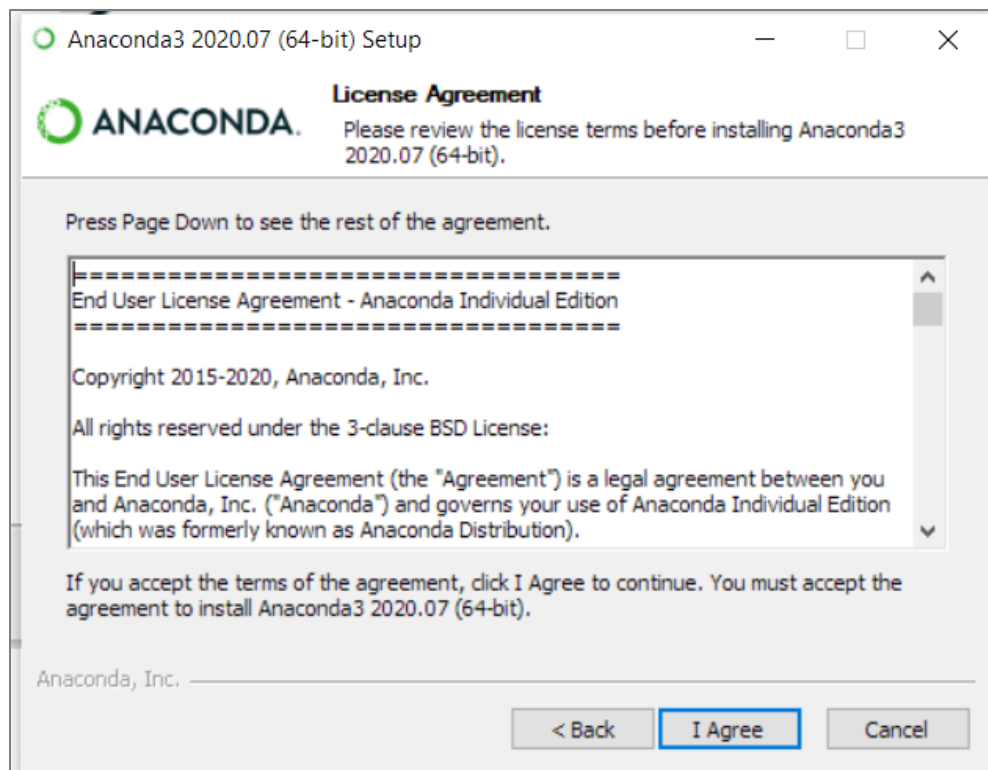 Anaconda3 2020.07 (64-bit) Setup
ANACONDA.
License Agreement
Please review the license terms before installing Anaconda3
2020.07 (64-bit).
Press Page Down to see the rest of the agreement.
===================================
End User License Agreement - Anaconda Individual Edition
===================================
Copyright 2015-2020, Anaconda, Inc.
All rights reserved under the 3-clause BSD License:
This End User License Agreement (the "Agreement") is a legal agreement between you
and Anaconda, Inc. ("Anaconda") and governs your use of Anaconda Individual Edition
(which was formerly known as Anaconda Distribution).
If you accept the terms of the agreement, click I Agree to continue. You must accept the
agreement to install Anaconda3 2020.07 (64-bit).
Anaconda, Inc.
< Back
I Agree
Cancel